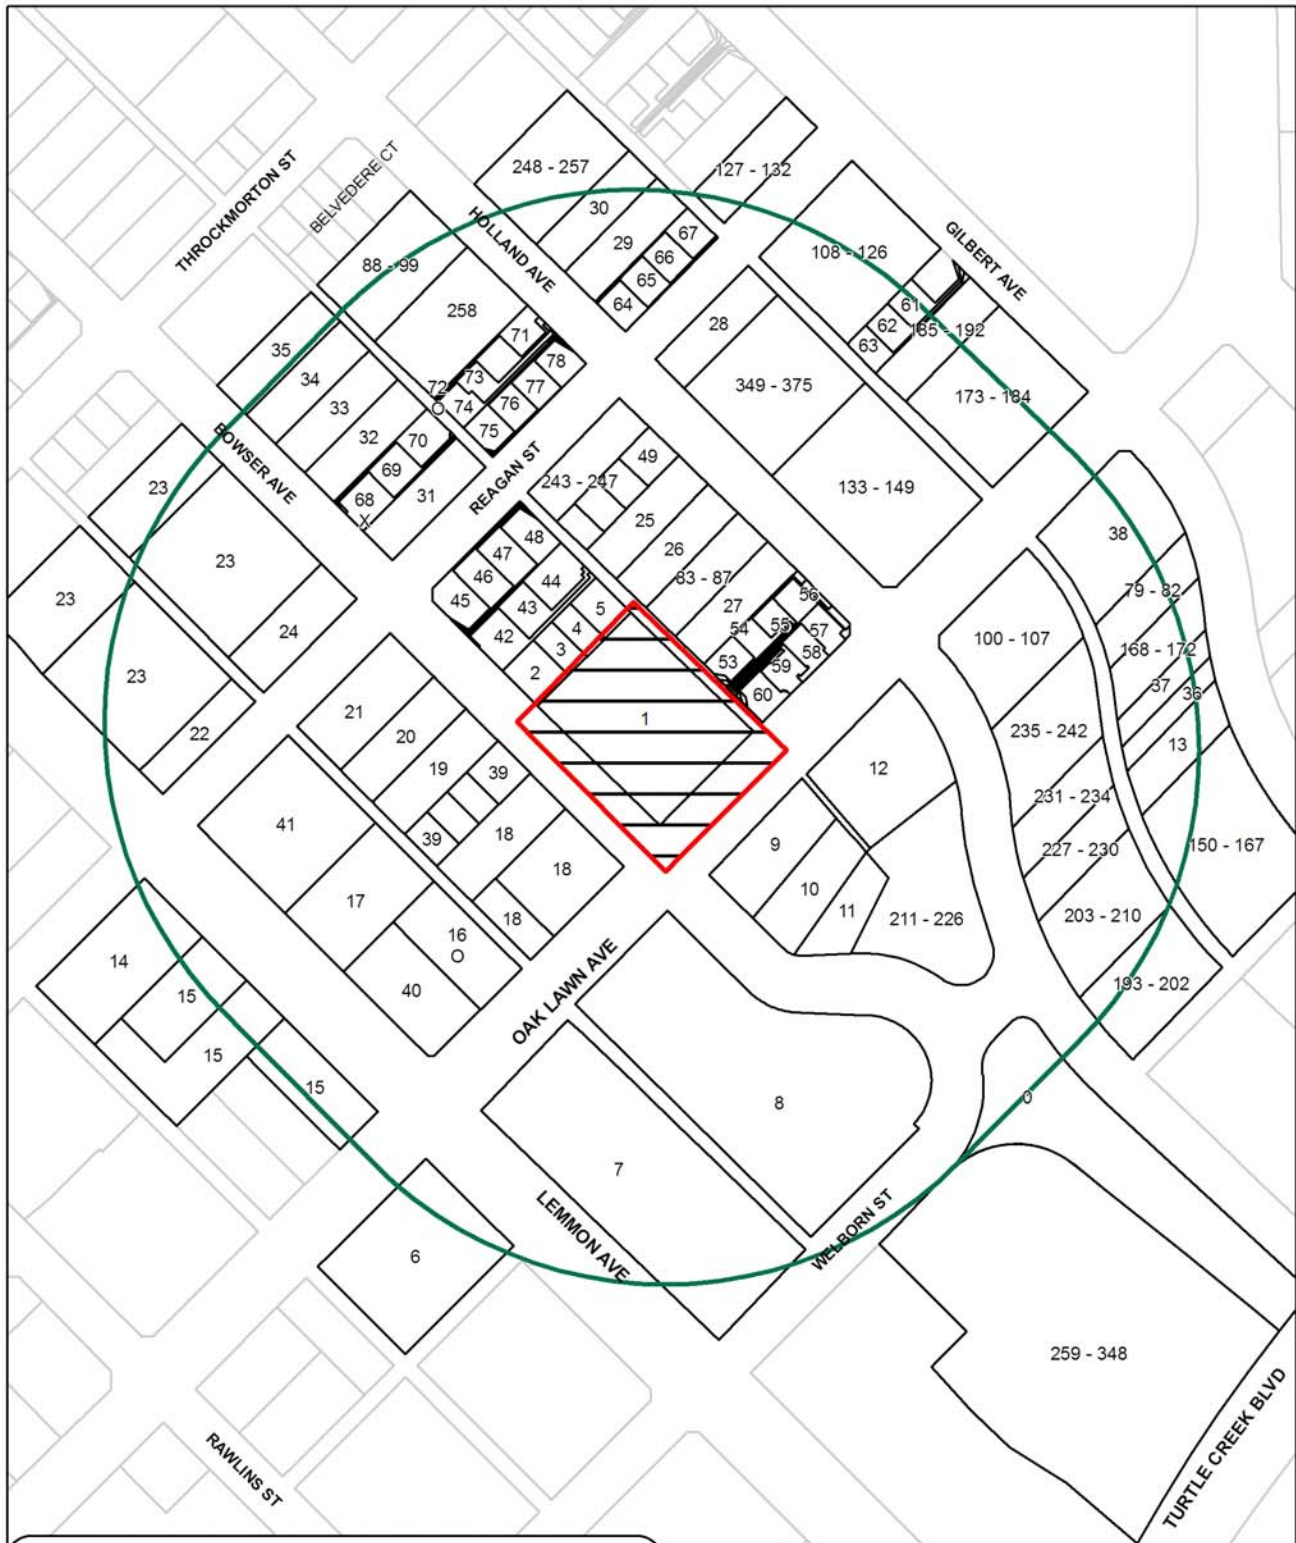 248 - 257
127 - 132
THROCKMORTON ST
BELVEDERE CT
HOLLAND AVE
30
29
67
66
65
64
108 - 126
GILBERT AVE
88 - 99
258
61
62
63
185 - 192
28
35
34
33
32
71
72
73
74
78
77
76
75
349 - 375
173 - 184
BOWSER AVE
70
69
68
X
31
REAGAN ST
243 - 247
49
133 - 149
23
23
23
23
24
22
25
26
83 - 87
27
48
47
46
45
44
43
42
5
4
3
2
56
55
54
57
58
53
59
60
38
79 - 82
100 - 107
168 - 172
37
36
13
235 - 242
231 - 234
227 - 230
203 - 210
193 - 202
150 - 167
1
12
21
20
19
39
39
18
18
18
41
17
16
40
9
10
11
211 - 226
14
15
15
15
OAK LAWN AVE
8
7
0
6
LEMMON AVE
WELBORN ST
259 - 348
RAWLINS ST
TURTLE CREEK BLVD